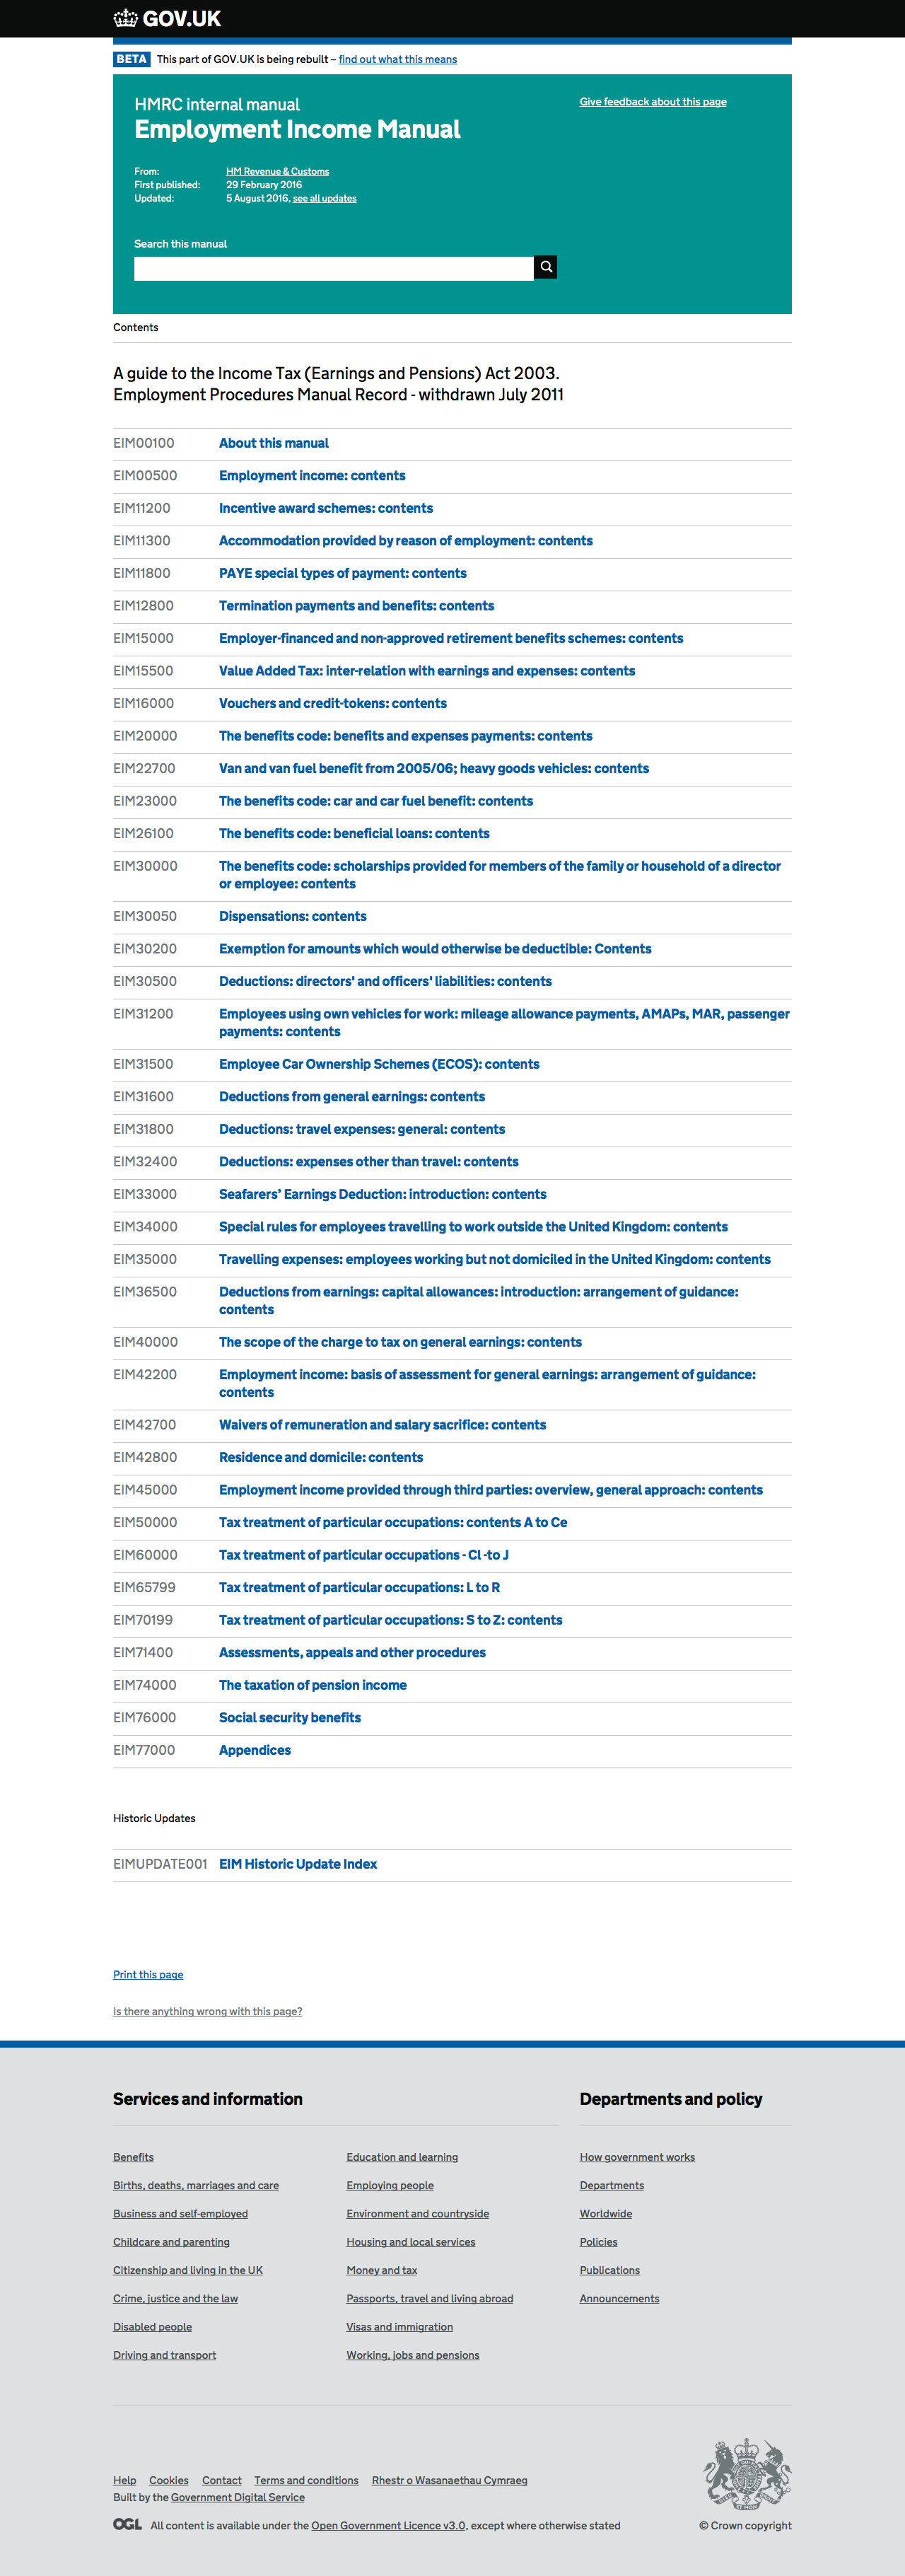 GOV.UK
BETA This part of GOV.UK is being rebuilt – find out what this means
HMRC internal manual
Employment Income Manual
Give feedback about this page
From: HM Revenue & Customs
First published: 29 February 2016
Updated: 5 August 2016, see all updates
Search this manual
Contents
A guide to the Income Tax (Earnings and Pensions) Act 2003.
Employment Procedures Manual Record - withdrawn July 2011
EIM00100 About this manual
EIM00500 Employment income: contents
EIM11200 Incentive award schemes: contents
EIM11300 Accommodation provided by reason of employment: contents
EIM11800 PAYE special types of payment: contents
EIM12800 Termination payments and benefits: contents
EIM15000 Employer-financed and non-approved retirement benefits schemes: contents
EIM15500 Value Added Tax: inter-relation with earnings and expenses: contents
EIM16000 Vouchers and credit-tokens: contents
EIM20000 The benefits code: benefits and expenses payments: contents
EIM22700 Van and van fuel benefit from 2005/06; heavy goods vehicles: contents
EIM23000 The benefits code: car and car fuel benefit: contents
EIM26100 The benefits code: beneficial loans: contents
EIM30000 The benefits code: scholarships provided for members of the family or household of a director
or employee: contents
EIM30050 Dispensations: contents
EIM30200 Exemption for amounts which would otherwise be deductible: Contents
EIM30500 Deductions: directors' and officers' liabilities: contents
EIM31200 Employees using own vehicles for work: mileage allowance payments, AMAPs, MAR, passenger
payments: contents
EIM31500 Employee Car Ownership Schemes (ECOS): contents
EIM31600 Deductions from general earnings: contents
EIM31800 Deductions: travel expenses: general: contents
EIM32400 Deductions: expenses other than travel: contents
EIM33000 Seafarers’ Earnings Deduction: introduction: contents
EIM34000 Special rules for employees travelling to work outside the United Kingdom: contents
EIM35000 Travelling expenses: employees working but not domiciled in the United Kingdom: contents
EIM36500 Deductions from earnings: capital allowances: introduction: arrangement of guidance:
contents
EIM40000 The scope of the charge to tax on general earnings: contents
EIM42200 Employment income: basis of assessment for general earnings: arrangement of guidance:
contents
EIM42700 Waivers of remuneration and salary sacrifice: contents
EIM42800 Residence and domicile: contents
EIM45000 Employment income provided through third parties: overview, general approach: contents
EIM50000 Tax treatment of particular occupations: contents A to Ce
EIM60000 Tax treatment of particular occupations - Cl -to J
EIM65799 Tax treatment of particular occupations: L to R
EIM70199 Tax treatment of particular occupations: S to Z: contents
EIM71400 Assessments, appeals and other procedures
EIM74000 The taxation of pension income
EIM76000 Social security benefits
EIM77000 Appendices
Historic Updates
EIMUPDATE001 EIM Historic Update Index
Print this page
Is there anything wrong with this page?
Services and information
Benefits
Births, deaths, marriages and care
Business and self-employed
Childcare and parenting
Citizenship and living in the UK
Crime, justice and the law
Disabled people
Driving and transport
Education and learning
Employing people
Environment and countryside
Housing and local services
Money and tax
Passports, travel and living abroad
Visas and immigration
Working, jobs and pensions
Departments and policy
How government works
Departments
Worldwide
Policies
Publications
Announcements
Help Cookies Contact Terms and conditions Rhestr o Wasanaethau Cymraeg
Built by the Government Digital Service
OGL All content is available under the Open Government Licence v3.0, except where otherwise stated
© Crown copyright